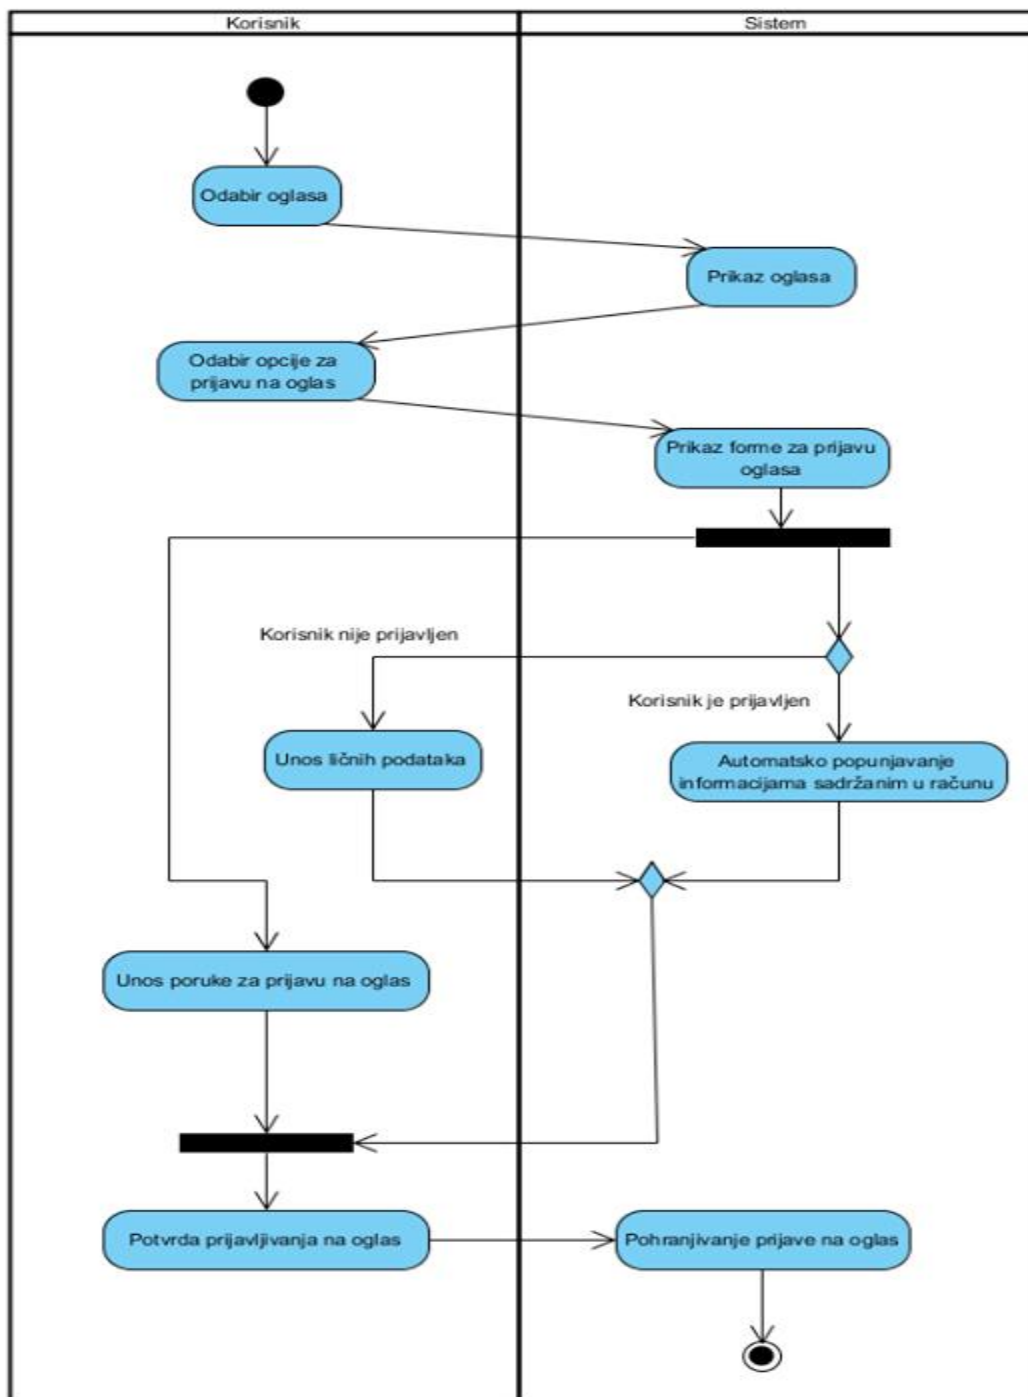 Korisnik
Sistem
Odabir oglasa
Prikaz oglasa
Odabir opcije za
prijavu na oglas
Prikaz forme za prijavu
oglasa
Korisnik nije prijavljen
Korisnik je prijavljen
Unos ličnih podataka
Automatsko popunjavanje
informacijama sadržanim u računu
Unos poruke za prijavu na oglas
Potvrda prijavljivanja na oglas
Pohranjivanje prijave na oglas